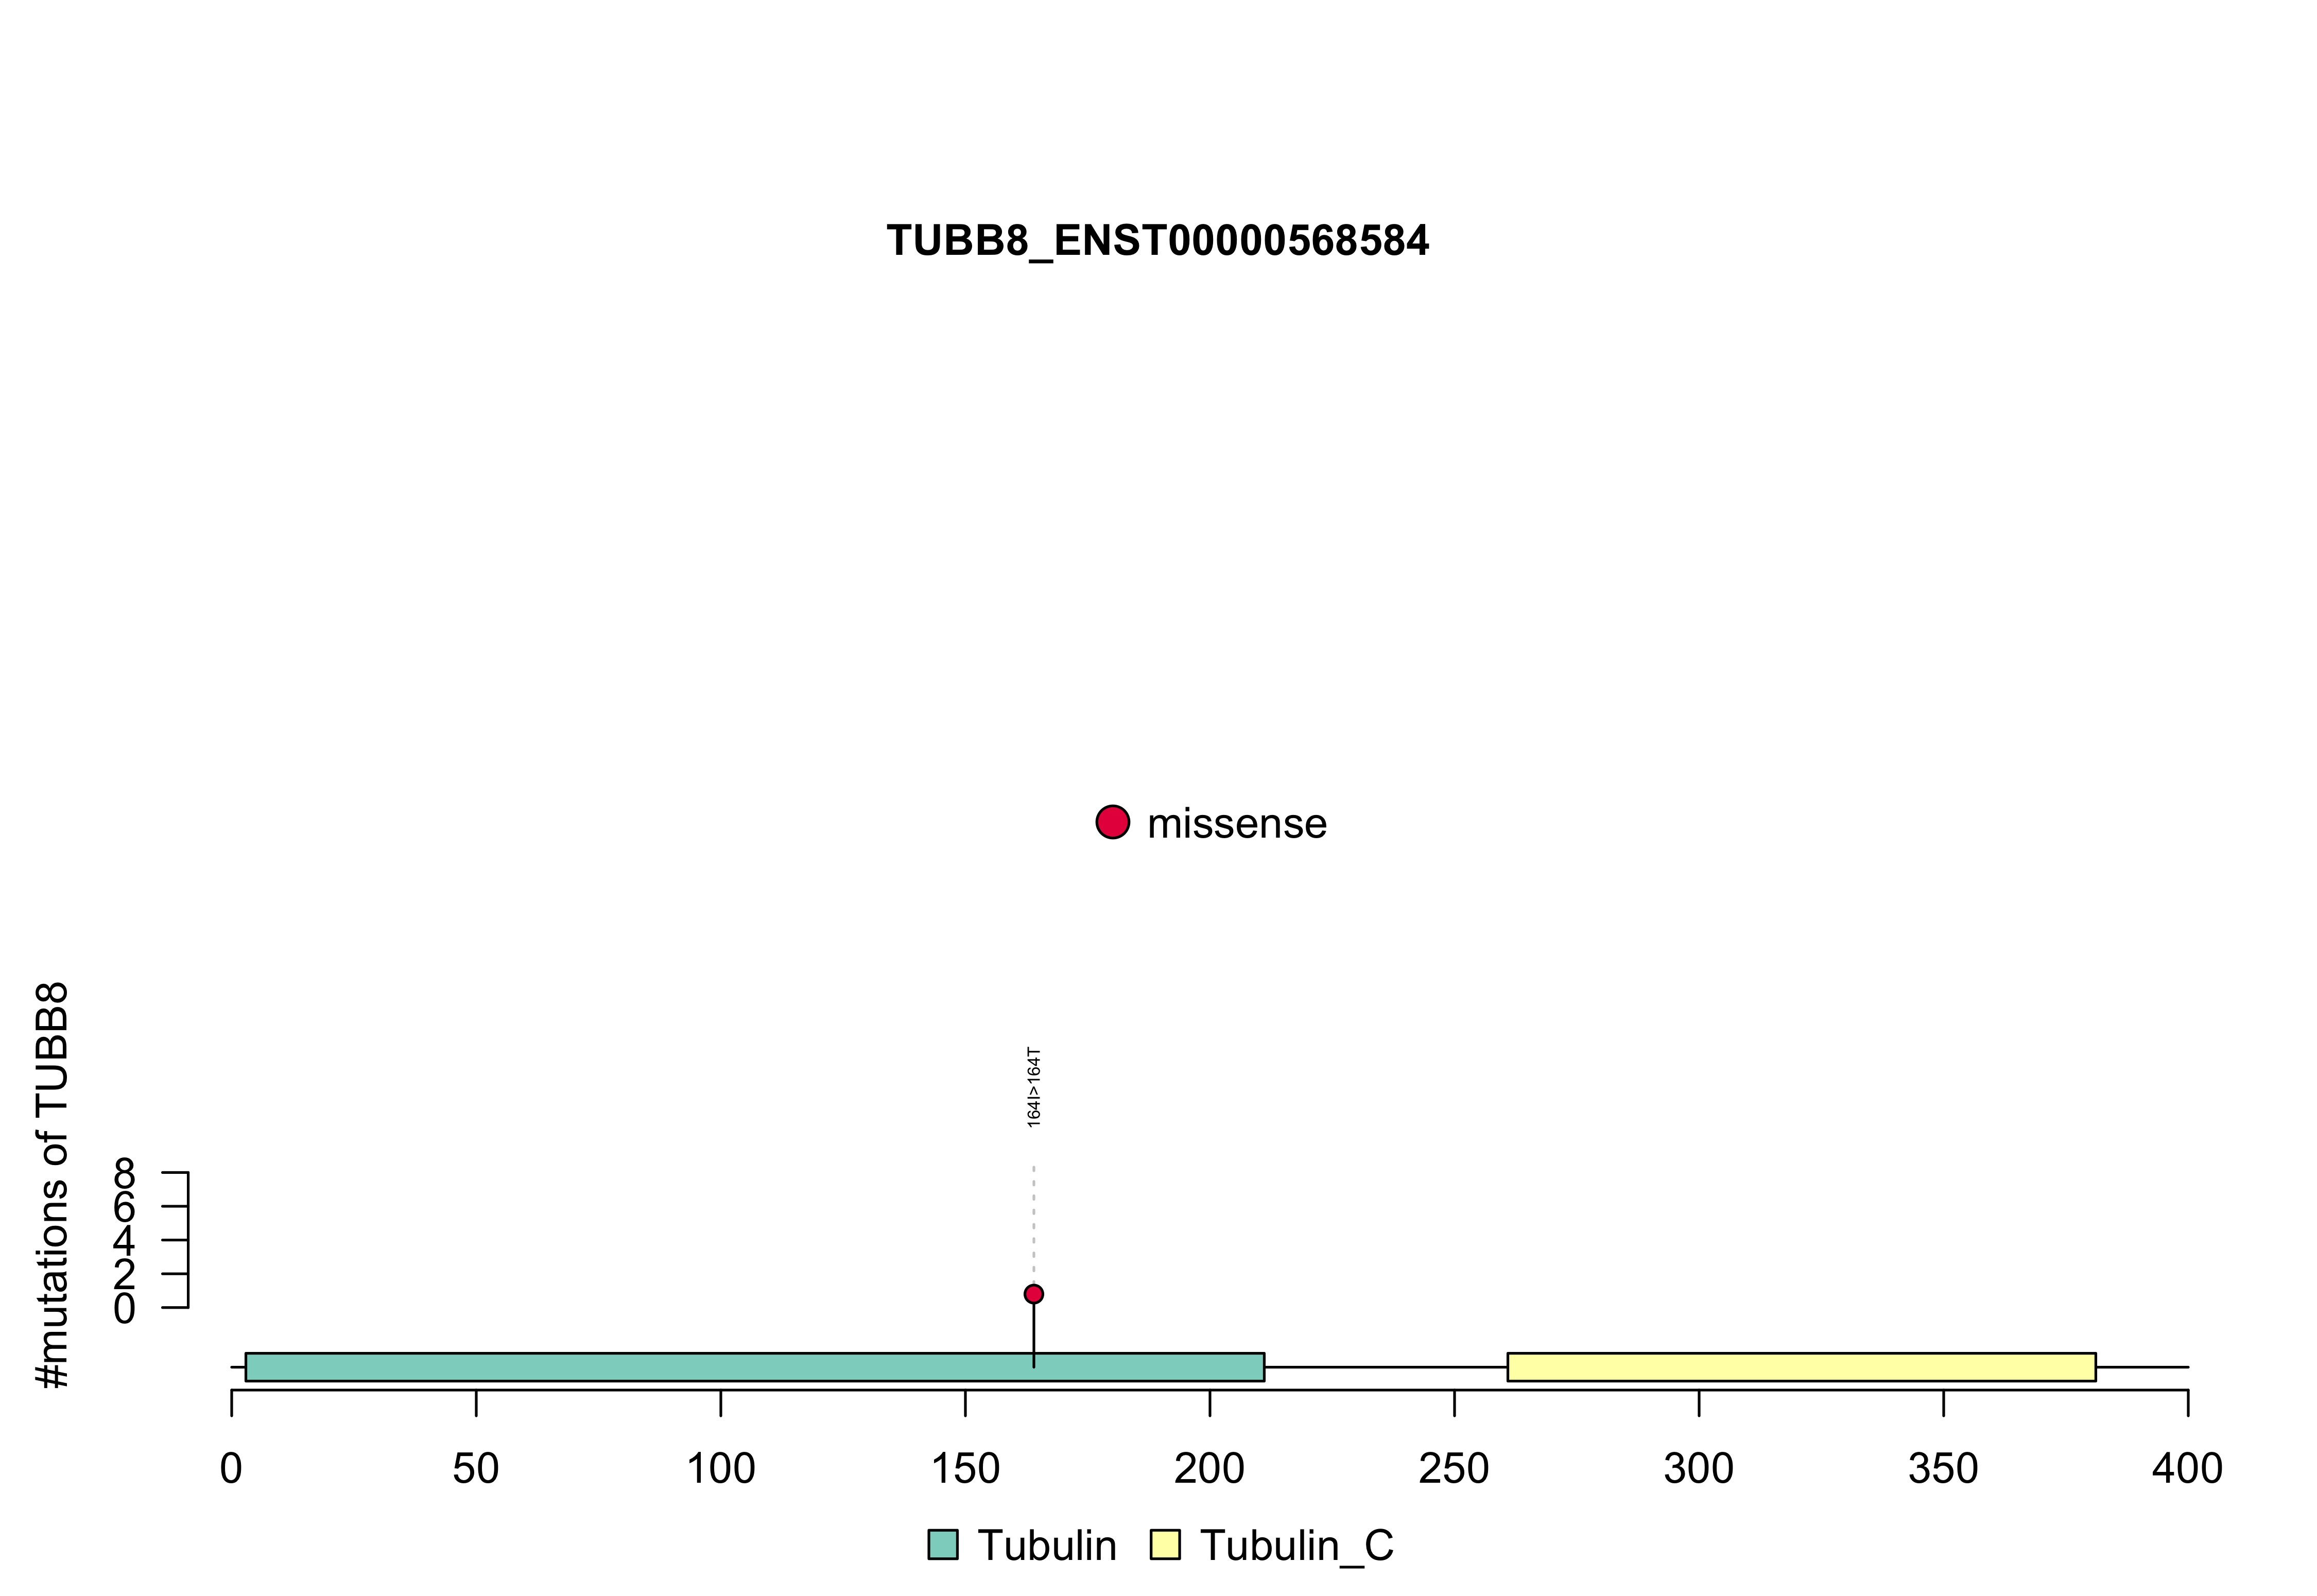 TUBB8_ENST00000568584
missense
#mutations of TUBB8
164I>164T
8
6
4
2
0
0 50 100 150 200 250 300 350 400
Tubulin Tubulin_C